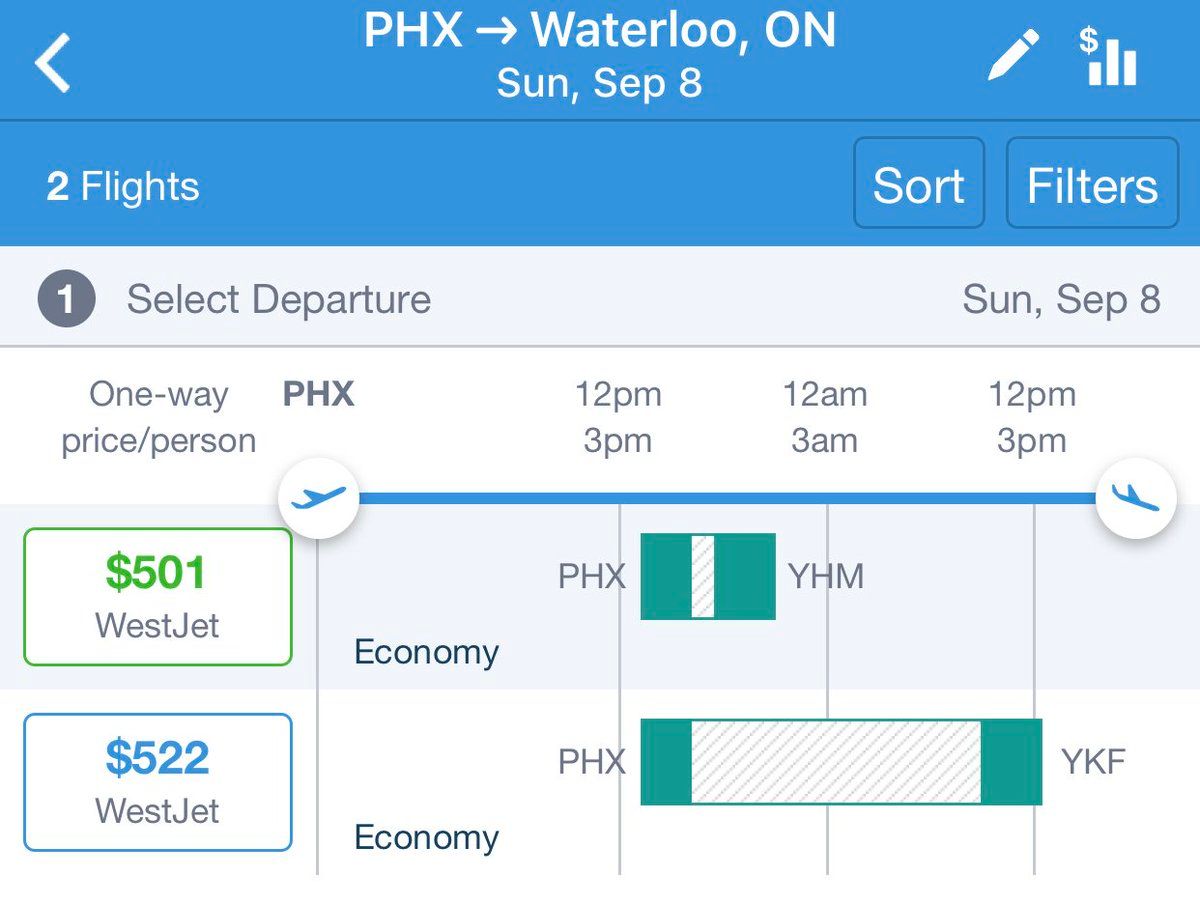 PHX → Waterloo, ON
Sun, Sep 8
$
2 Flights
Sort
Filters
1 Select Departure
Sun, Sep 8
One-way price/person
PHX
12pm 12am 12pm
3pm 3am 3pm
$501
WestJet
PHX
YHM
Economy
$522
WestJet
PHX
YKF
Economy